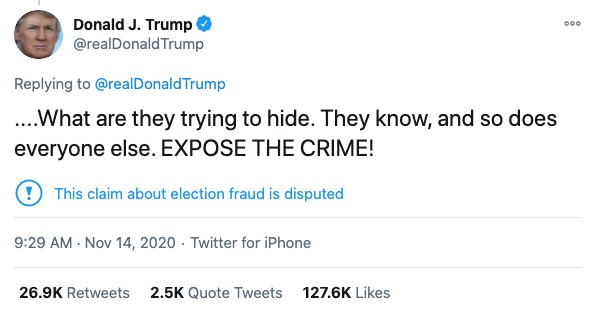 Donald J. Trump
@realDonaldTrump
Replying to @realDonaldTrump
....What are they trying to hide. They know, and so does
everyone else. EXPOSE THE CRIME!
This claim about election fraud is disputed
9:29 AM · Nov 14, 2020 · Twitter for iPhone
26.9K Retweets 2.5K Quote Tweets 127.6K Likes